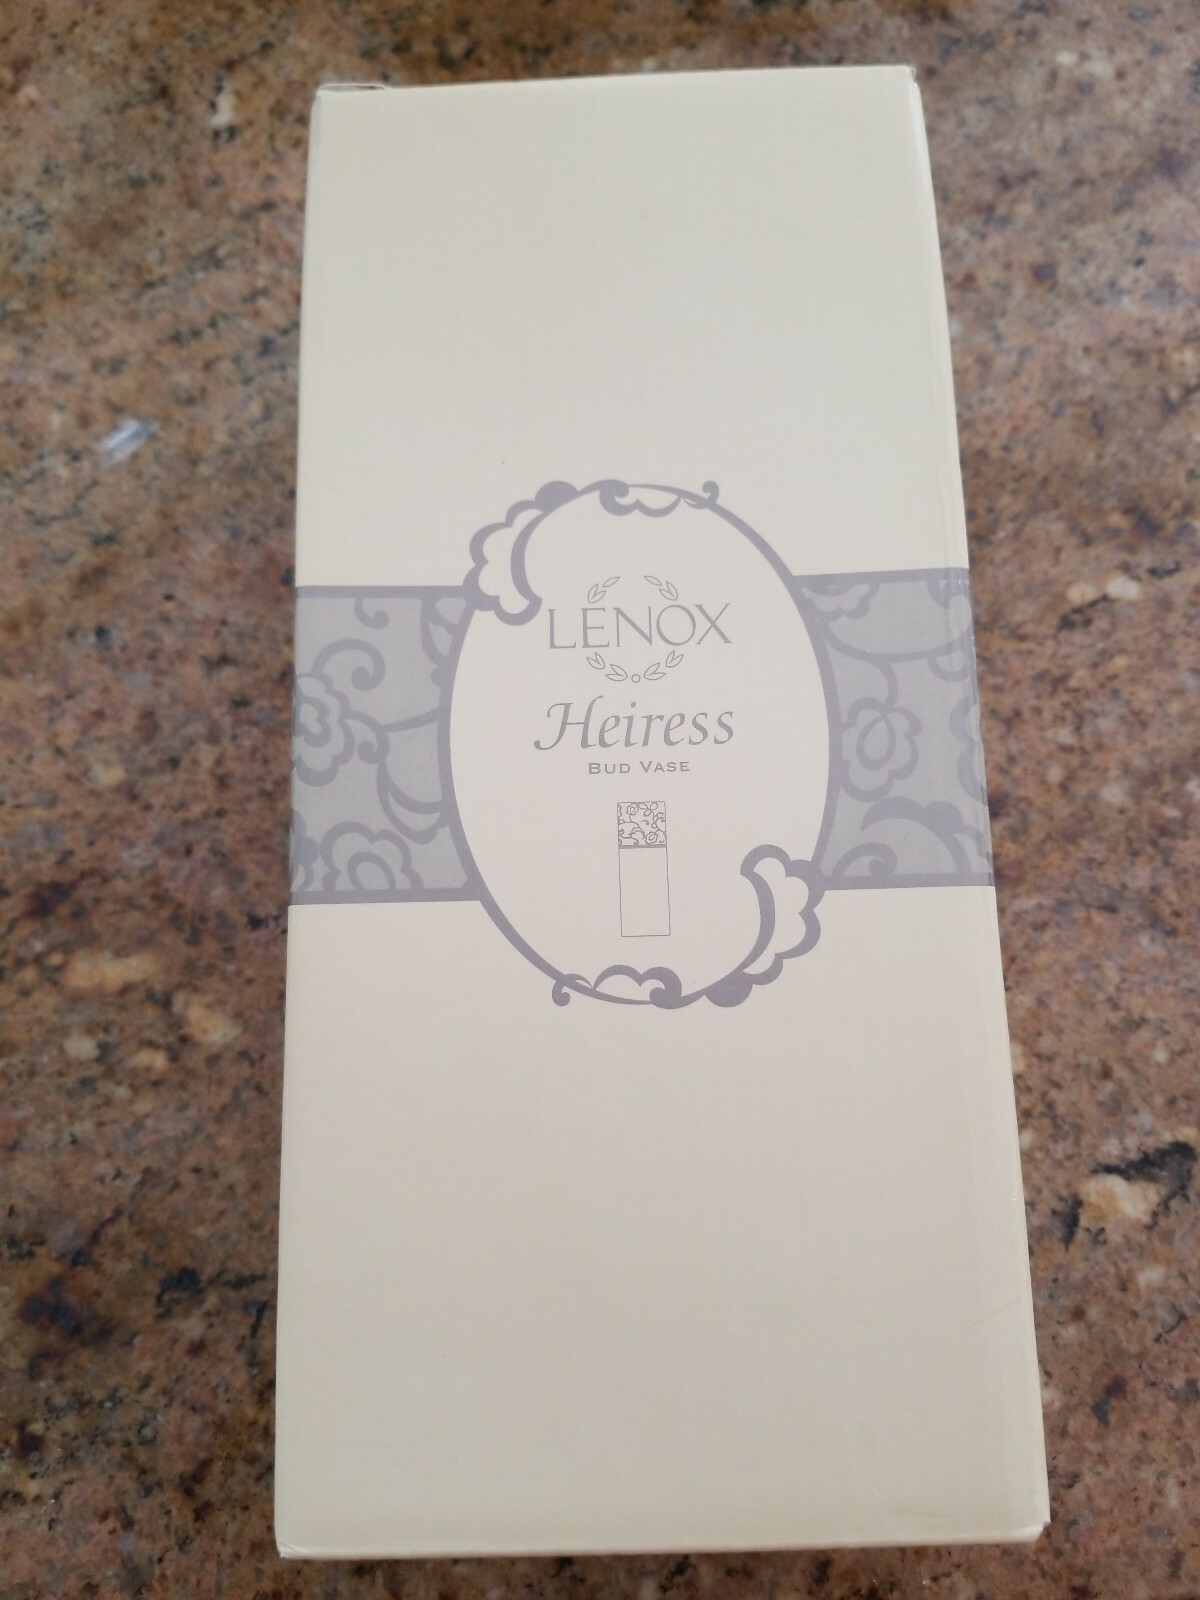 LENOX
Heiress
BUD VASE